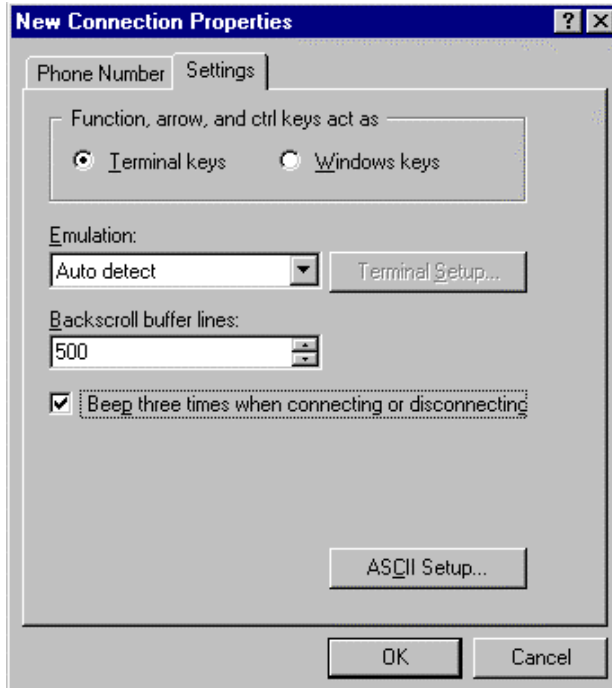 New Connection Properties ? X
Phone Number Settings
Function, arrow, and ctrl keys act as
Terminal keys Windows keys
Emulation:
Auto detect Terminal Setup...
Backscroll buffer lines:
500
Beep three times when connecting or disconnecting
ASCII Setup...
OK Cancel